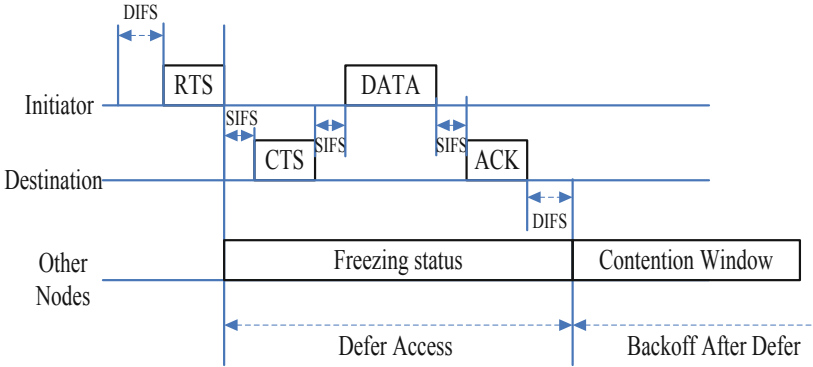 DIFS
RTS
DATA
Initiator
SIFS
SIFS
SIFS
CTS
ACK
Destination
DIFS
Other
Nodes
Freezing status
Contention Window
Defer Access
Backoff After Defer